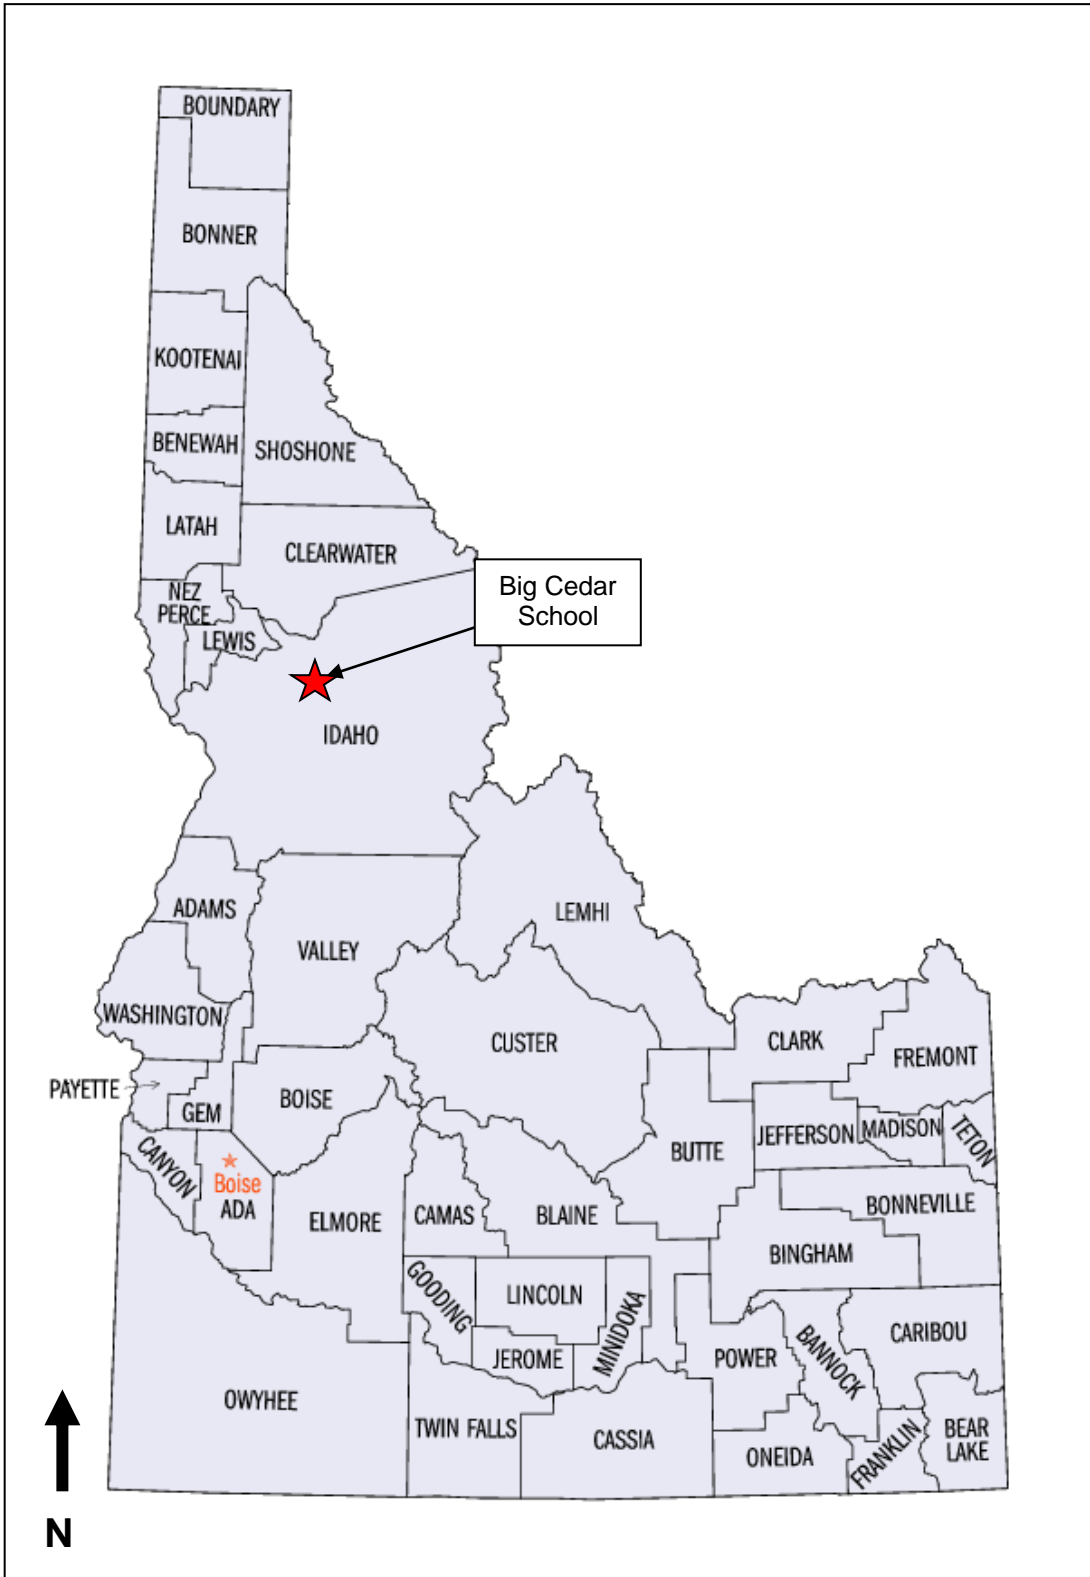 BOUNDARY
BONNER
KOOTENAI
BENEWAH
SHOSHONE
LATAH
CLEARWATER
NEZ
PERCE
LEWIS
Big Cedar
School
IDAHO
ADAMS
LEMHI
VALLEY
WASHINGTON
CUSTER
CLARK
FREMONT
PAYETTE
GEM
BOISE
BUTTE
JEFFERSON
MADISON
TETON
CANYON
Boise
ADA
ELMORE
CAMAS
BLAINE
BONNEVILLE
BINGHAM
GOODING
LINCOLN
MINIDOKA
JEROME
POWER
BANNOCK
CARIBOU
OWYHEE
TWIN FALLS
CASSIA
ONEIDA
FRANKLIN
BEAR
LAKE
N